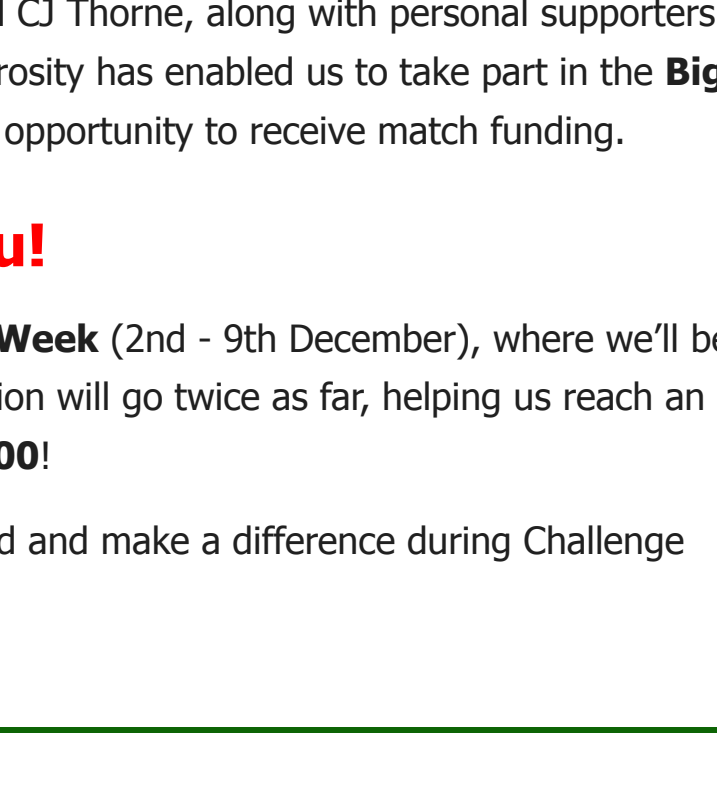 CJ Thorne, along with personal supporters
rosity has enabled us to take part in the Big
opportunity to receive match funding.
u!
Week (2nd - 9th December), where we’ll be
ion will go twice as far, helping us reach an
00!
d and make a difference during Challenge